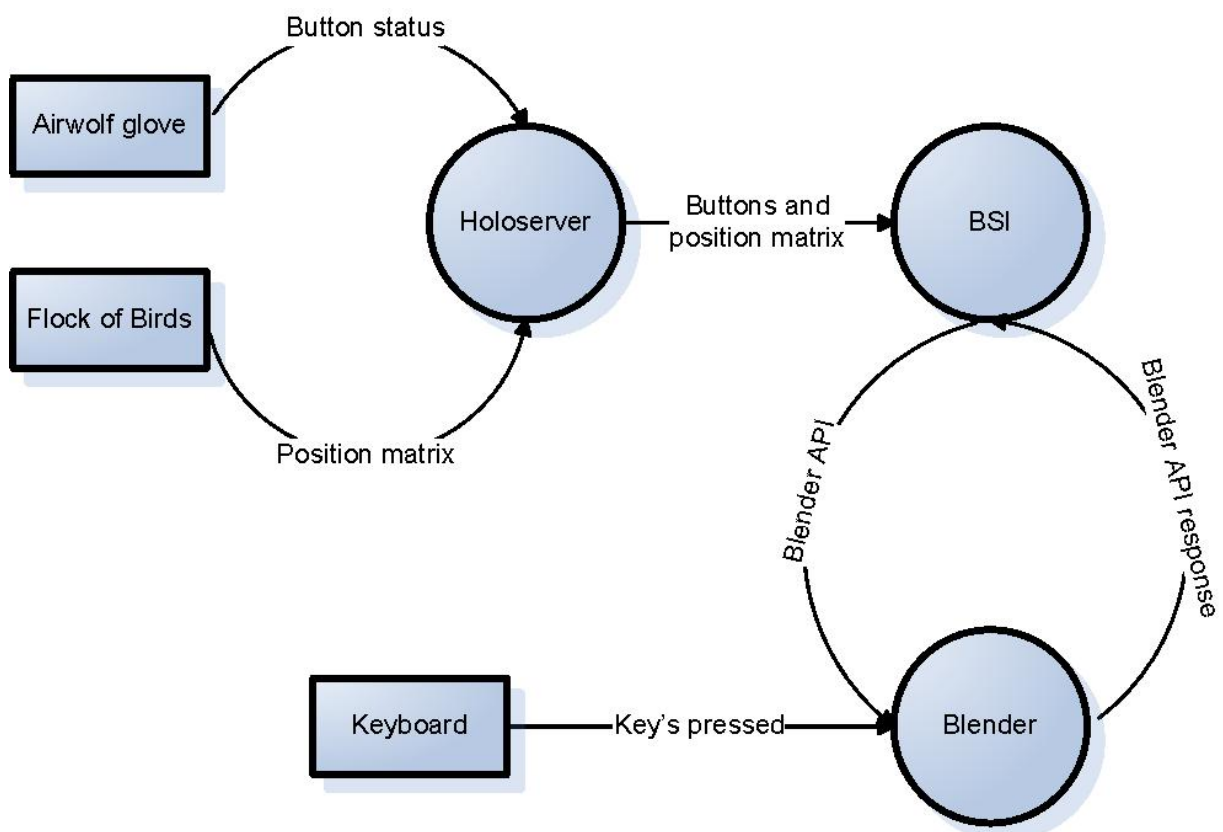 Button status
Airwolf glove
Holoserver
Buttons and
position matrix
BSI
Flock of Birds
Position matrix
Blender API
Blender API response
Keyboard
Key's pressed
Blender